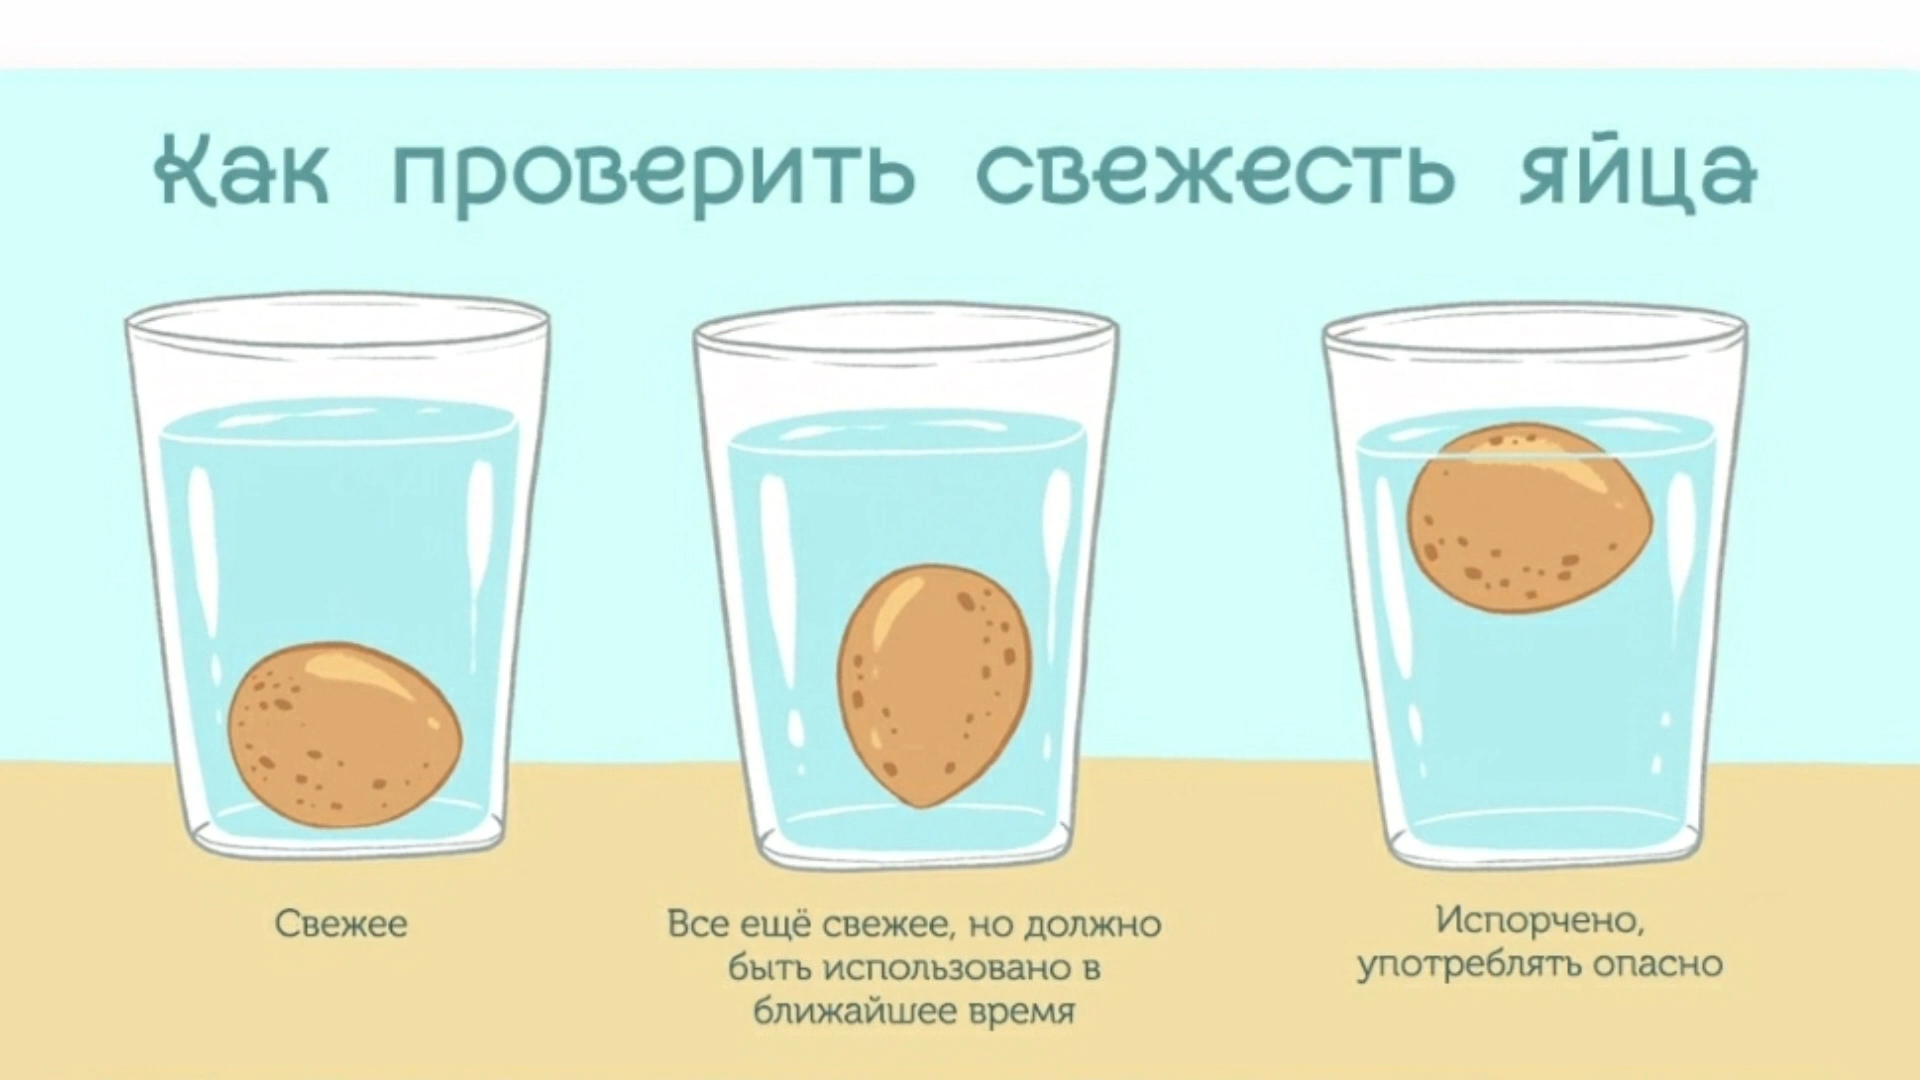 Как проверить свежесть яйца
Свежее
Все ещё свежее, но должно
быть использовано в
ближайшее время
Испорчено,
употреблять опасно